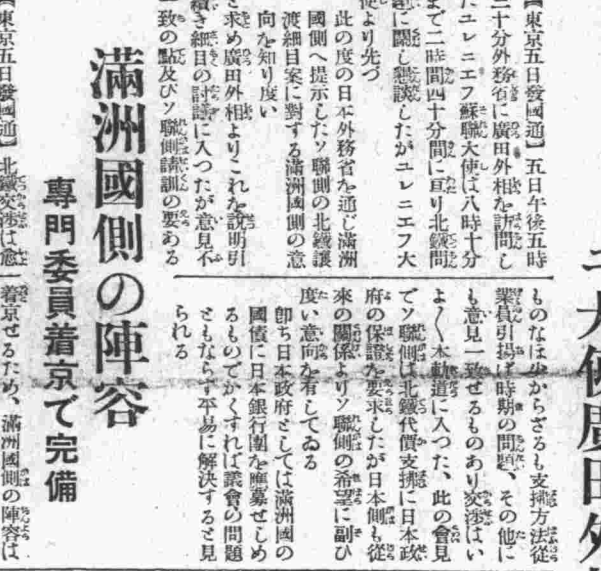 二大使廣田外
【東京五日發國通】五日午後五時
三十分外務省に廣田外相を訪問し
たユレニエフ蘇聯大使は八時十分
まで二時間四十分間に亘り北鐵問
題に關し懇談したがユレニエフ大
使より先づ
此の度の日本外務省を通じ滿洲
國側へ提示したソ聯側の北鐵讓
渡細目案に對する滿洲國側の意
向を知り度い
と求め廣田外相よりこれを說明引
續き細目の討議に入つたが意見不
一致の點及びソ聯側請訓の要ある
ものなほ少からざるも支拂方法從
業員引揚げ時期の問題、その他に
も意見一致せるものあり交渉はい
よ〱本軌道に入つた、此の會見
でソ聯側は北鐵代價支拂に日本政
府の保證を要求したが日本側も從
來の關係よりソ聯側の希望に副ひ
度い意向を有してゐる
卽ち日本政府としては滿洲國の
國債に日本銀行團を應募せしめ
るものでかくすれば議會の問題
ともならず平易に解決すると見
られる
滿洲國側の陣容
專門委員着京で完備
【東京五日發國通】北鐵交渉は愈
着京せるため、滿洲國側の陣容は